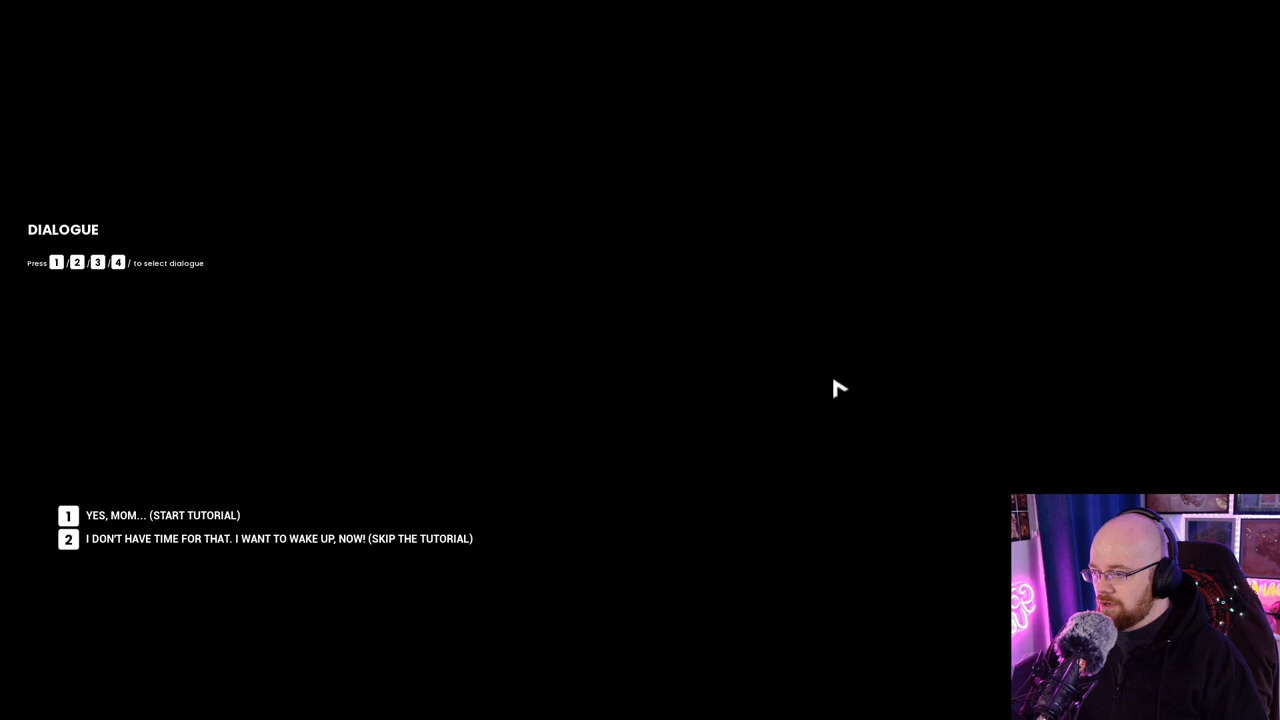 DIALOGUE
Press 1 / 2 / 3 / 4 / to select dialogue
1 YES, MOM... (START TUTORIAL)
2 I DON'T HAVE TIME FOR THAT. I WANT TO WAKE UP, NOW! (SKIP THE TUTORIAL)